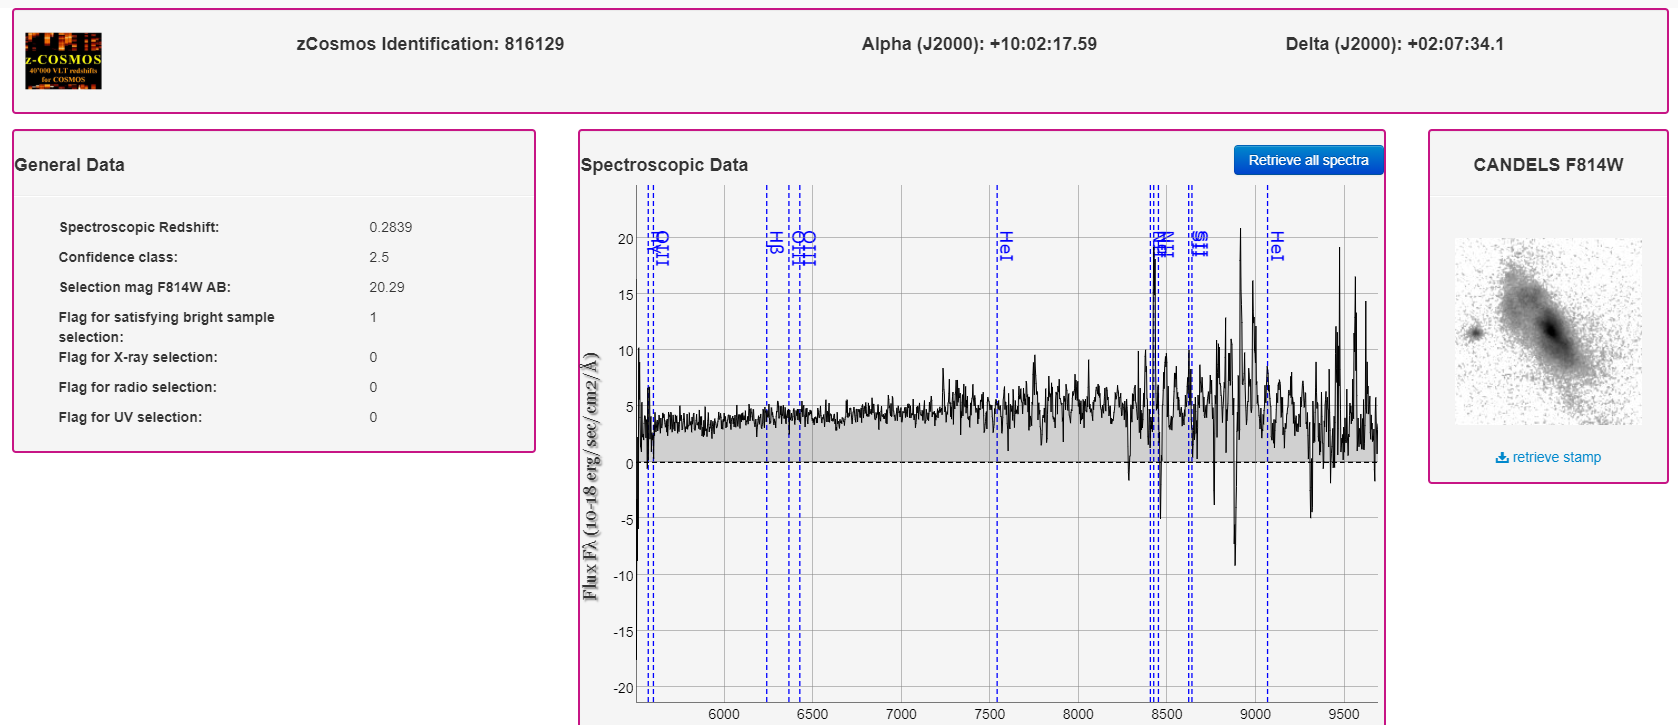 z-COSMOS
40'000 VLT redshifts
for COSMOS
zCosmos Identification: 816129
Alpha (J2000): +10:02:17.59
Delta (J2000): +02:07:34.1
General Data
Spectroscopic Redshift: 0.2839
Confidence class: 2.5
Selection mag F814W AB: 20.29
Flag for satisfying bright sample 1
selection:
Flag for X-ray selection: 0
Flag for radio selection: 0
Flag for UV selection: 0
Spectroscopic Data
Retrieve all spectra
Flux Fλ (10-18 erg/sec/cm2/Å)
20
15
10
5
0
-5
-10
-15
-20
OIII
Hβ
OIII
OIII
HeI
NII
SII
HeI
6000 6500 7000 7500 8000 8500 9000 9500
CANDELS F814W
retrieve stamp